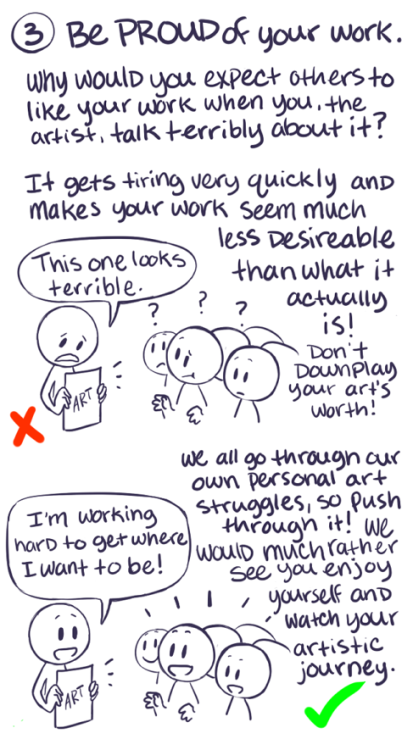 3 Be PROUD of your work.
Why would you expect others to
like your work when you, the
artist, talk terribly about it?
It gets tiring very quickly and
makes your work seem much
less desireable
than what it
actually
is!
This one looks
terrible.
? ? ?
Don't
downplay
your art's
worth!
ART
We all go through our
own personal art
struggles, so push
through it! We
would much rather
see you enjoy
yourself and
watch your
artistic
journey.
I'm working
hard to get where
I want to be!
ART